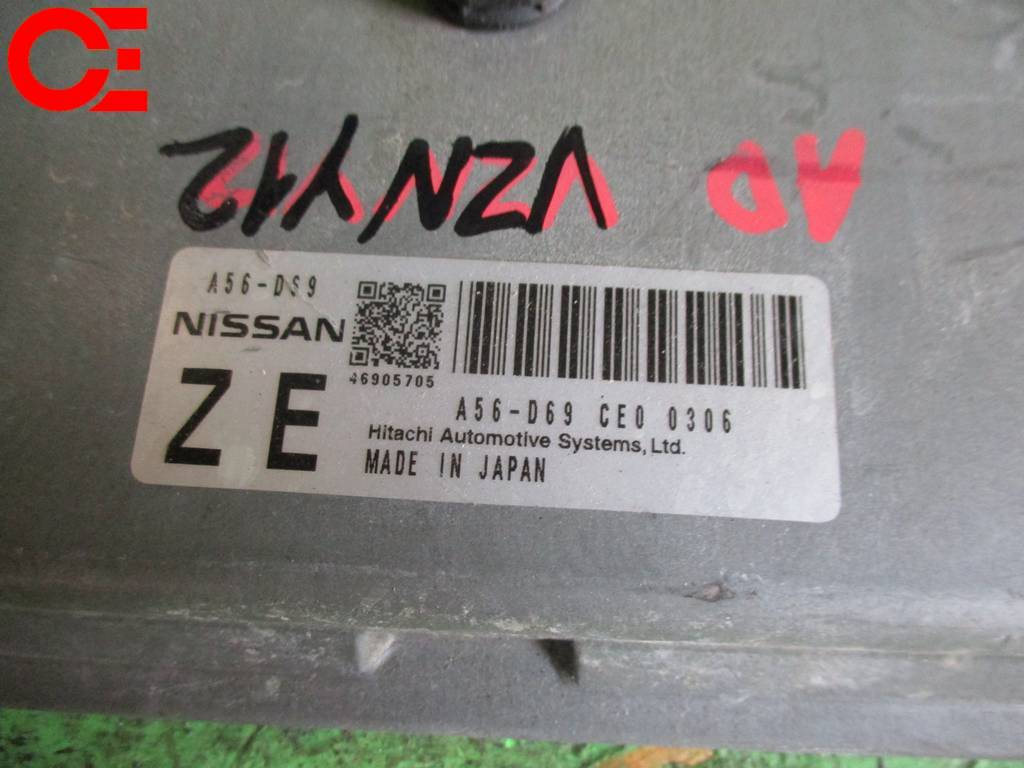 CE
AD VZNY12
A56-D69
NISSAN
46905705
ZE
A56-D69 CE0 0306
Hitachi Automotive Systems, Ltd.
MADE IN JAPAN